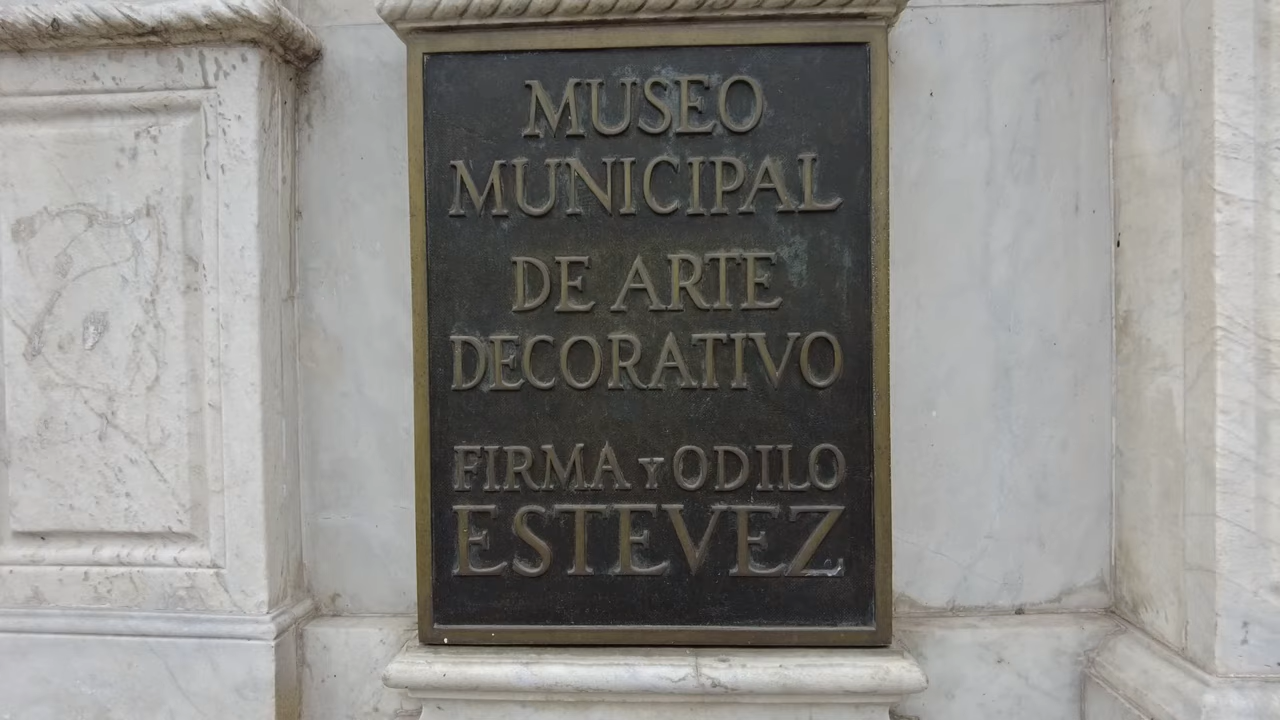 MUSEO
MUNICIPAL
DE ARTE
DECORATIVO
FIRMA Y ODILO
ESTEVEZ